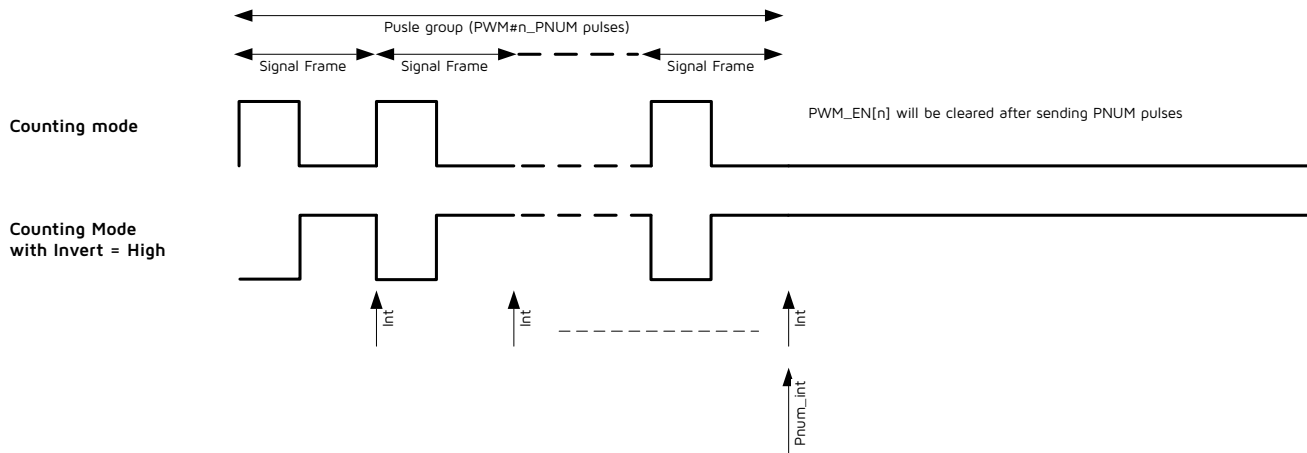 Pusle group (PWM#n_PNUM pulses)
Signal Frame
Signal Frame
Signal Frame
Counting mode
PWM_EN[n] will be cleared after sending PNUM pulses
Counting Mode
with Invert = High
Int
Int
Int
Pnum_int